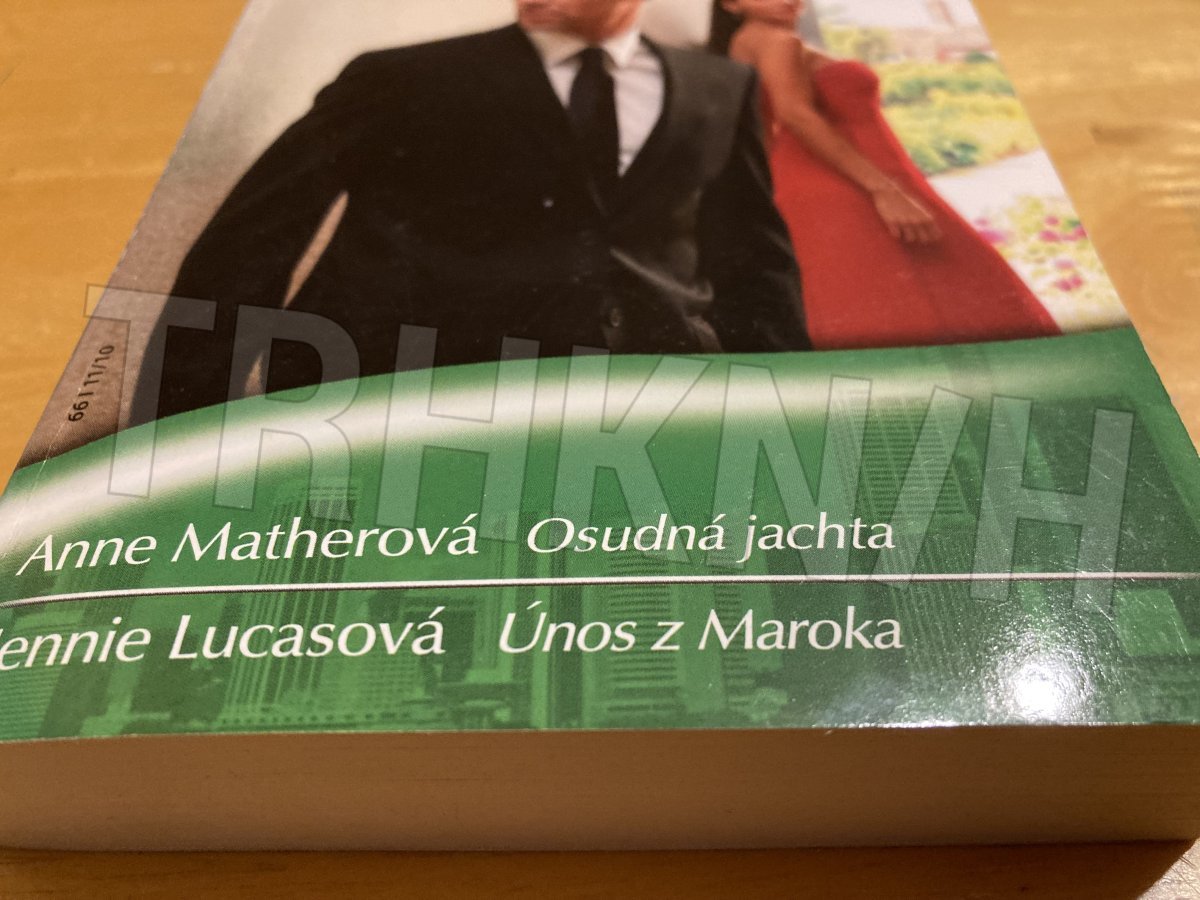 66 / 11/10
TRHKNIH
Anne Matherová Osudná jachta
Jennie Lucasová Únos z Maroka